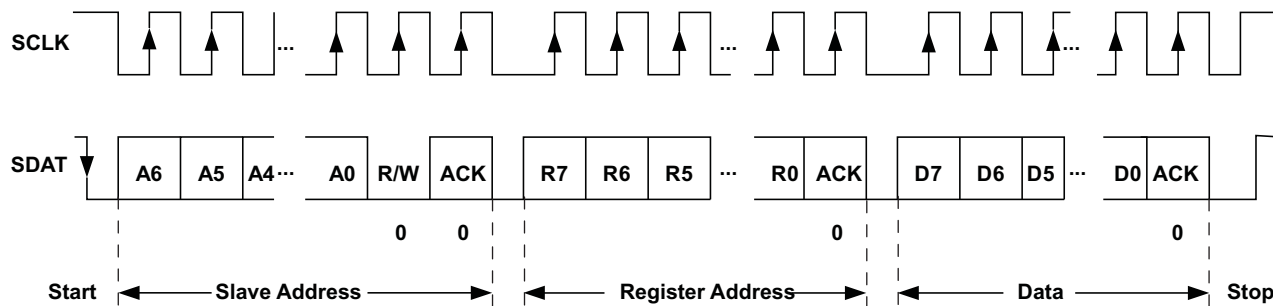 SCLK ... ... ...
SDAT A6 A5 A4 ... A0 R/W ACK R7 R6 R5 ... R0 ACK D7 D6 D5 ... D0 ACK
0 0 0 0
Start Slave Address Register Address Data Stop